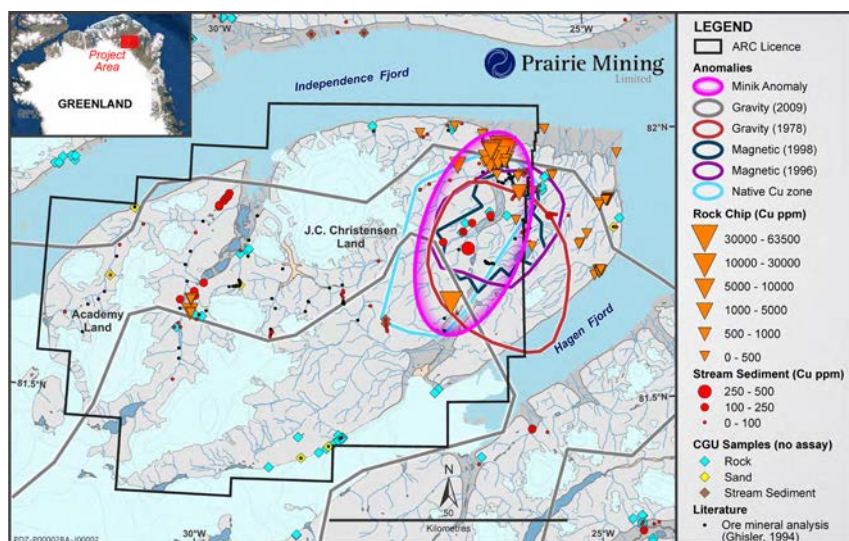 30°W
25°W
Project
Area
GREENLAND
Independence Fjord
Prairie Mining
Limited
82°N
J.C. Christensen
Land
Academy
Land
Hagen Fjord
81.5°N
81.5°N
N
50
Kilometres
30°W
25°W
LEGEND
ARC Licence
Anomalies
Minik Anomaly
Gravity (2009)
Gravity (1978)
Magnetic (1998)
Magnetic (1996)
Native Cu zone
Rock Chip (Cu ppm)
30000 - 63500
10000 - 30000
5000 - 10000
1000 - 5000
500 - 1000
0 - 500
Stream Sediment (Cu ppm)
250 - 500
100 - 250
0 - 100
CGU Samples (no assay)
Rock
Sand
Stream Sediment
Literature
Ore mineral analysis
(Ghisler, 1994)